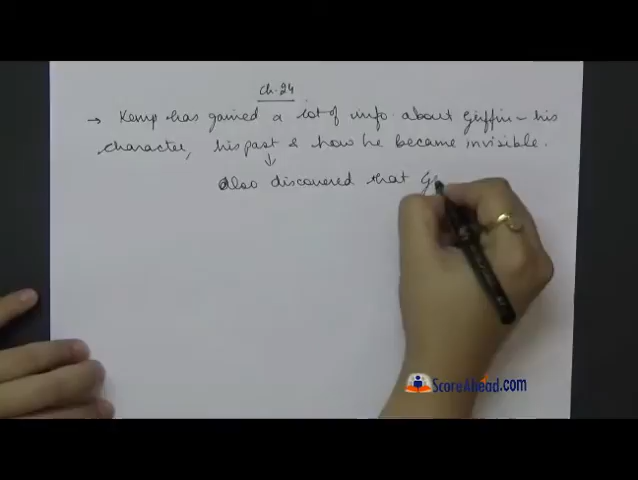 Ch. 24
→ Kemp has gained a lot of info. about Griffin - his
character, his past & how he became invisible.
↓
Also discovered that G
ScoreAhead.com